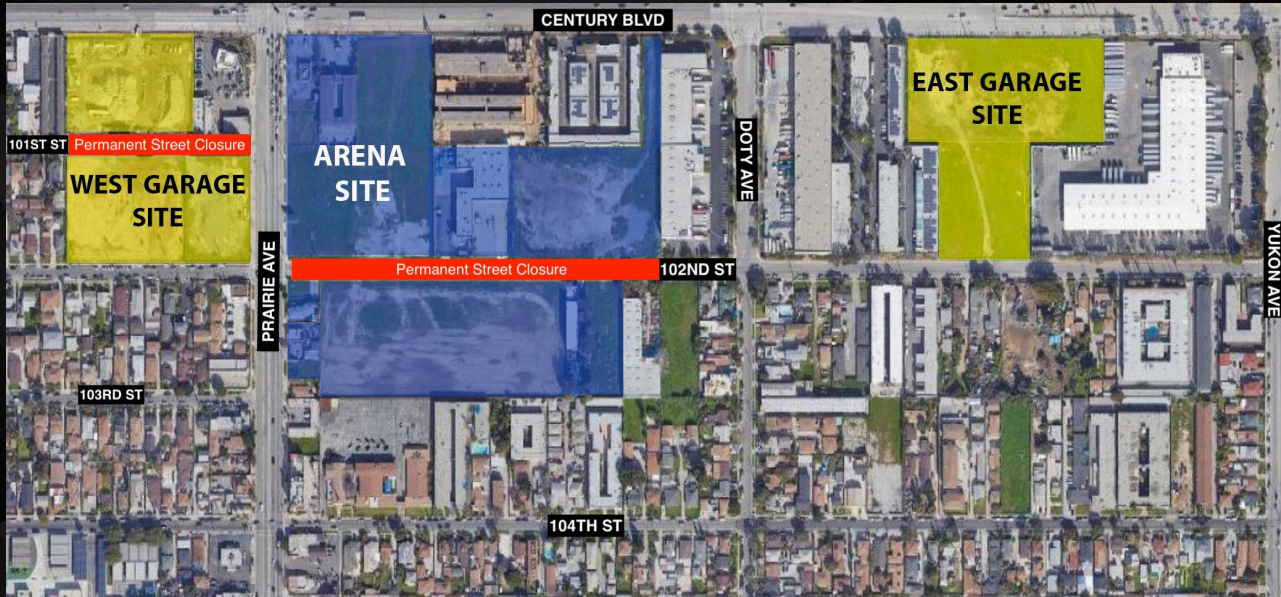 CENTURY BLVD
EAST GARAGE
SITE
101ST ST
Permanent Street Closure
ARENA
SITE
DOTY AVE
WEST GARAGE
SITE
PRAIRIE AVE
YUKON AVE
Permanent Street Closure
102ND ST
103RD ST
104TH ST